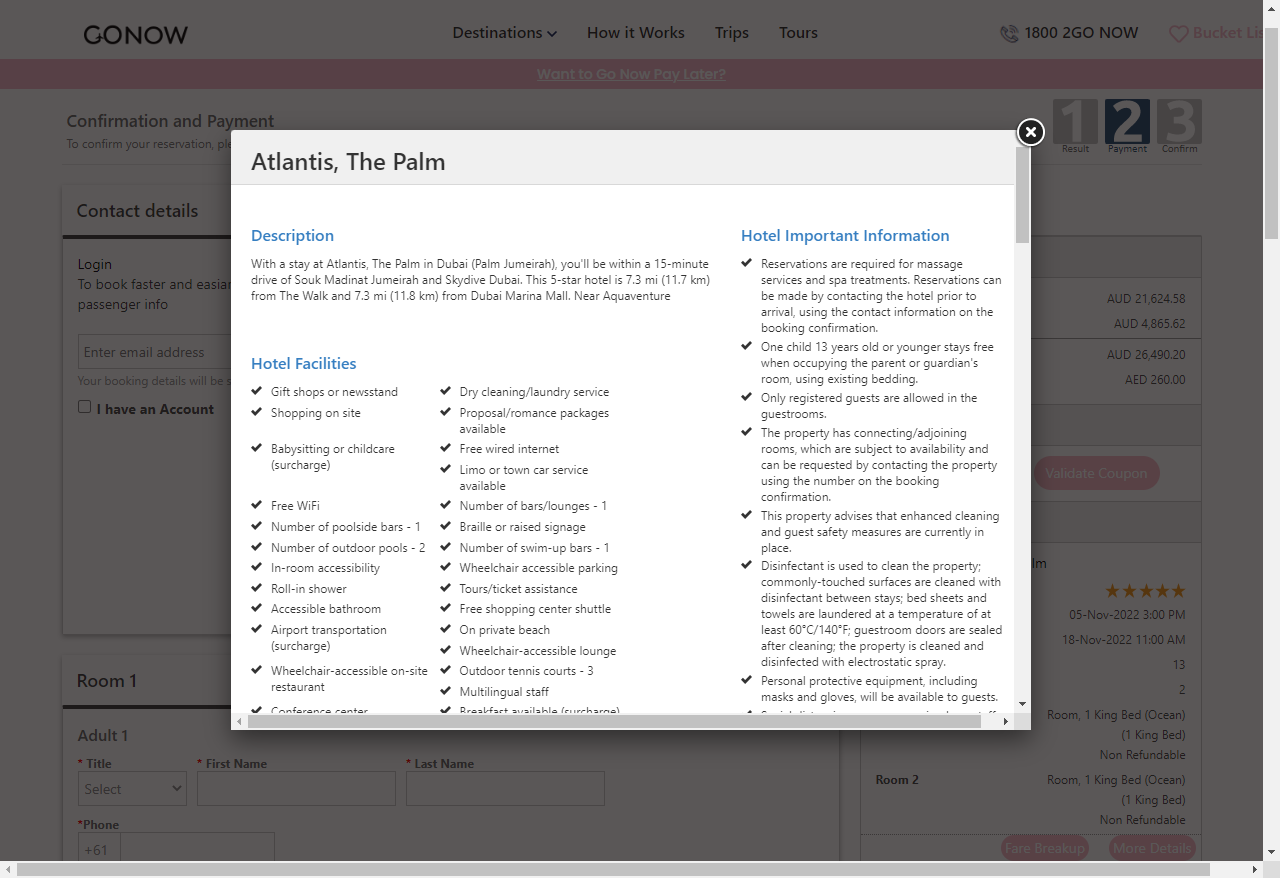 GONOW
Destinations
How it Works
Trips
Tours
1800 2GO NOW
Bucket Lis
Want to Go Now Pay Later?
Confirmation and Payment
To confirm your reservation, ple
1
2
3
Result
Payment
Confirm
Contact details
Login
To book faster and easian
passenger info
Enter email address
Your booking details will be s
I have an Account
Room 1
Adult 1
* Title
* First Name
* Last Name
Select
*Phone
+61
Atlantis, The Palm
Description
With a stay at Atlantis, The Palm in Dubai (Palm Jumeirah), you'll be within a 15-minute
drive of Souk Madinat Jumeirah and Skydive Dubai. This 5-star hotel is 7.3 mi (11.7 km)
from The Walk and 7.3 mi (11.8 km) from Dubai Marina Mall. Near Aquaventure
Hotel Facilities
Gift shops or newsstand
Shopping on site
Babysitting or childcare
(surcharge)
Free WiFi
Number of poolside bars - 1
Number of outdoor pools - 2
In-room accessibility
Roll-in shower
Accessible bathroom
Airport transportation
(surcharge)
Wheelchair-accessible on-site
restaurant
Conference center
Dry cleaning/laundry service
Proposal/romance packages
available
Free wired internet
Limo or town car service
available
Number of bars/lounges - 1
Braille or raised signage
Number of swim-up bars - 1
Wheelchair accessible parking
Tours/ticket assistance
Free shopping center shuttle
On private beach
Wheelchair-accessible lounge
Outdoor tennis courts - 3
Multilingual staff
Breakfast available (surcharge)
Hotel Important Information
Reservations are required for massage
services and spa treatments. Reservations can
be made by contacting the hotel prior to
arrival, using the contact information on the
booking confirmation.
One child 13 years old or younger stays free
when occupying the parent or guardian's
room, using existing bedding.
Only registered guests are allowed in the
guestrooms.
The property has connecting/adjoining
rooms, which are subject to availability and
can be requested by contacting the property
using the number on the booking
confirmation.
This property advises that enhanced cleaning
and guest safety measures are currently in
place.
Disinfectant is used to clean the property;
commonly-touched surfaces are cleaned with
disinfectant between stays; bed sheets and
towels are laundered at a temperature of at
least 60°C/140°F; guestroom doors are sealed
after cleaning; the property is cleaned and
disinfected with electrostatic spray.
Personal protective equipment, including
masks and gloves, will be available to guests.
AUD 21,624.58
AUD 4,865.62
AUD 26,490.20
AED 260.00
Validate Coupon
lm
05-Nov-2022 3:00 PM
18-Nov-2022 11:00 AM
13
2
Room, 1 King Bed (Ocean)
(1 King Bed)
Non Refundable
Room 2
Room, 1 King Bed (Ocean)
(1 King Bed)
Non Refundable
Fare Breakup
More Details